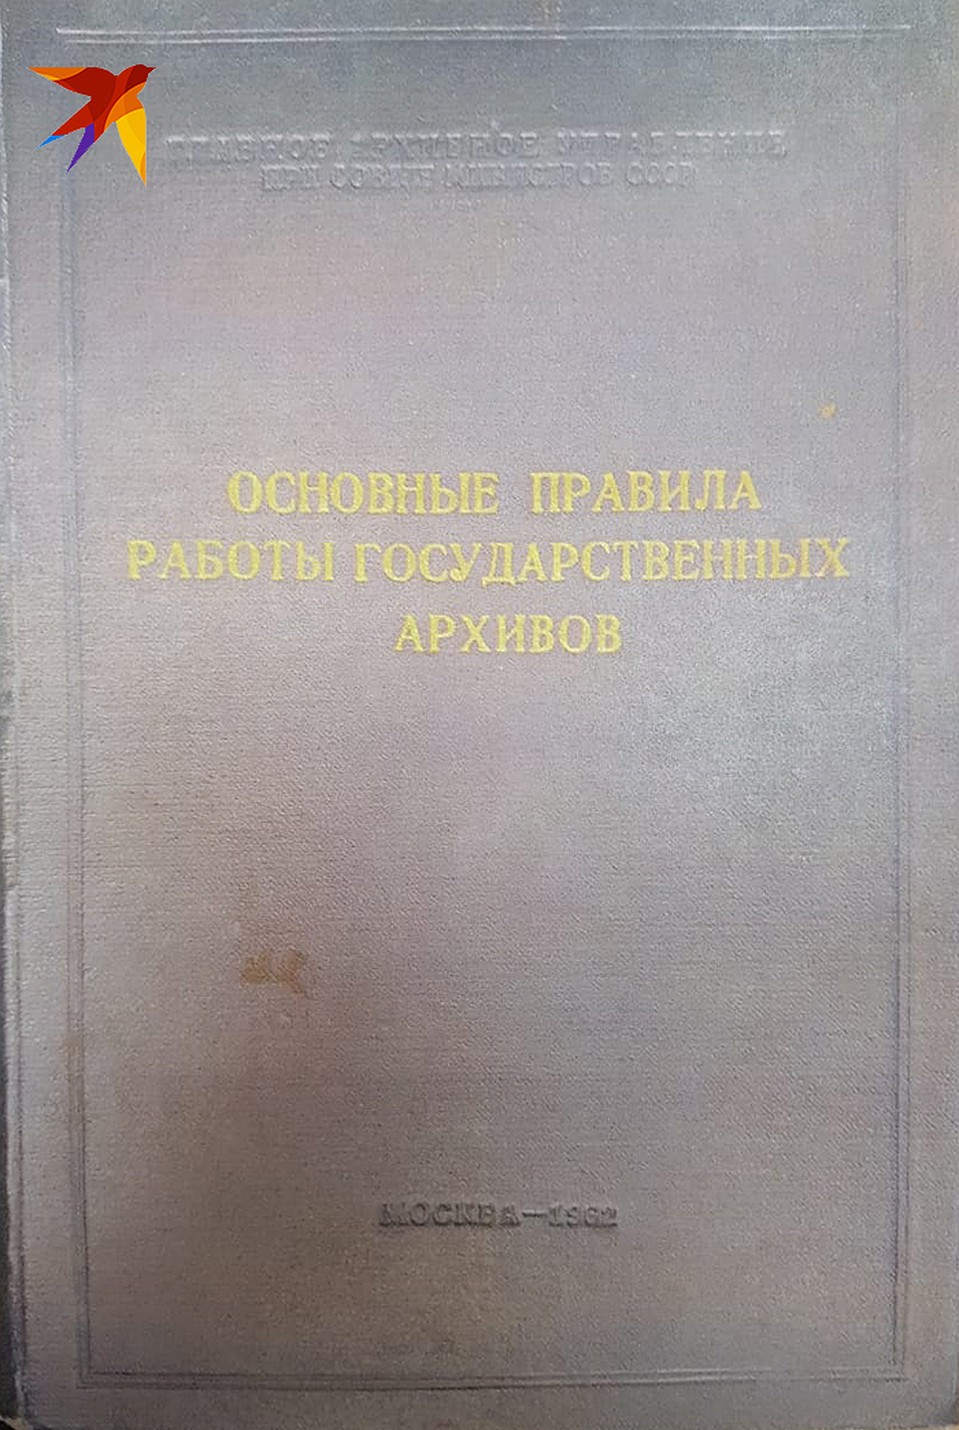 ГЛАВНОЕ АРХИВНОЕ УПРАВЛЕНИЕ
ПРИ СОВЕТЕ МИНИСТРОВ СССР
ОСНОВНЫЕ ПРАВИЛА
РАБОТЫ ГОСУДАРСТВЕННЫХ
АРХИВОВ
МОСКВА—1962